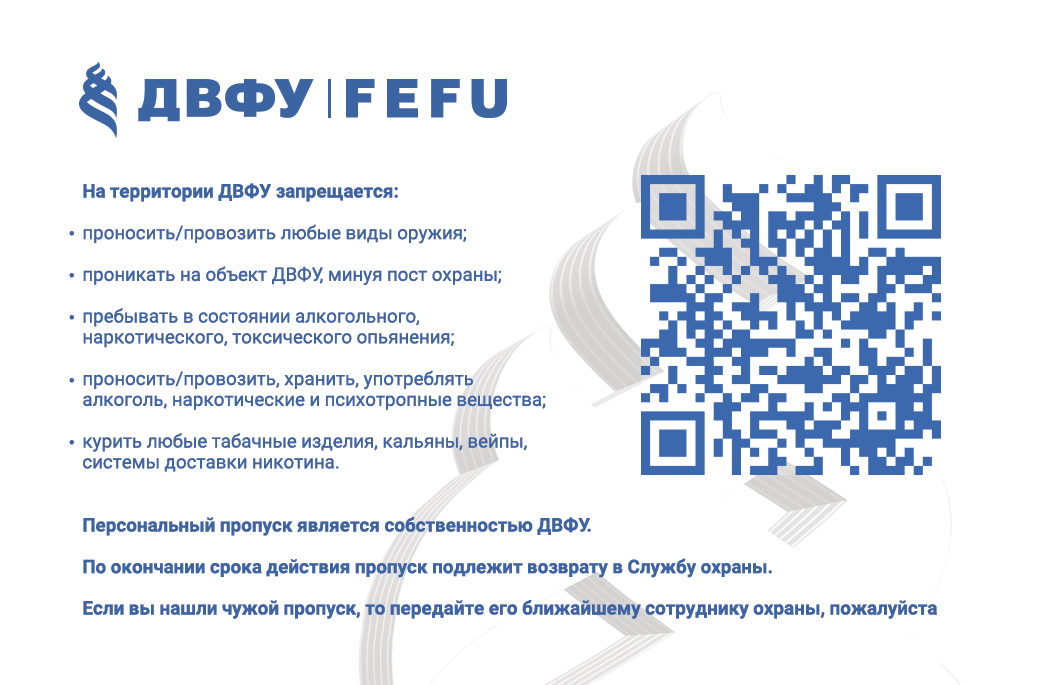 ДВФУ | FEFU
На территории ДВФУ запрещается:
• проносить/провозить любые виды оружия;
• проникать на объект ДВФУ, минуя пост охраны;
• пребывать в состоянии алкогольного,
наркотического, токсического опьянения;
• проносить/провозить, хранить, употреблять
алкоголь, наркотические и психотропные вещества;
• курить любые табачные изделия, кальяны, вейпы,
системы доставки никотина.
Персональный пропуск является собственностью ДВФУ.
По окончании срока действия пропуск подлежит возврату в Службу охраны.
Если вы нашли чужой пропуск, то передайте его ближайшему сотруднику охраны, пожалуйста